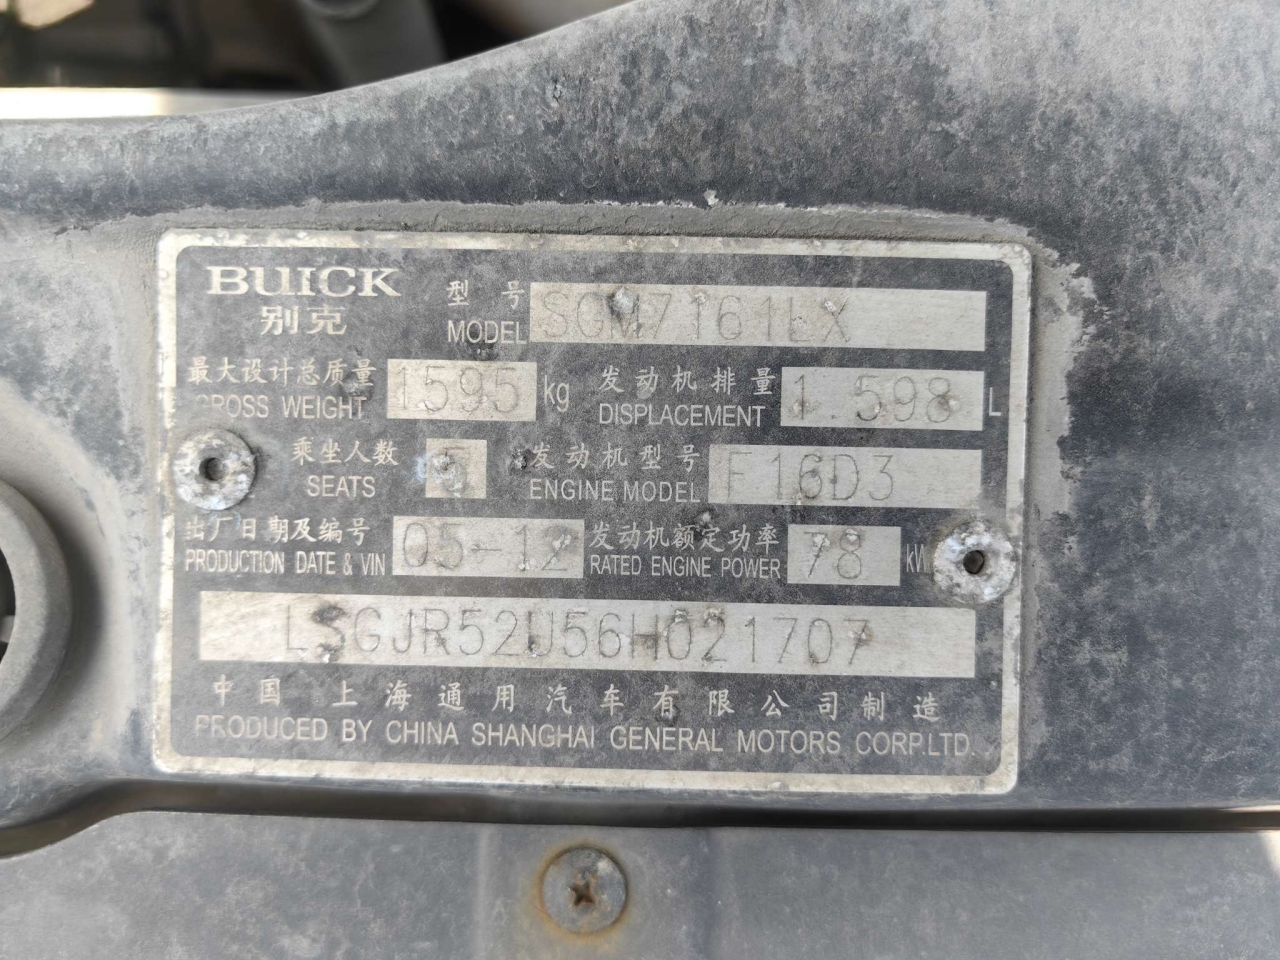 BUICK
别克
型号
MODEL SGM7161LX
最大设计总质量 1595 kg
GROSS WEIGHT
发动机排量 1.598 L
DISPLACEMENT
乘坐人数 5
SEATS
发动机型号 F16D3
ENGINE MODEL
出厂日期及编号 05-12
PRODUCTION DATE & VIN
发动机额定功率 78 kW
RATED ENGINE POWER
LSGJR52U56H021707
中国 上海通用汽车有限公司制造
PRODUCED BY CHINA SHANGHAI GENERAL MOTORS CORP.LTD.